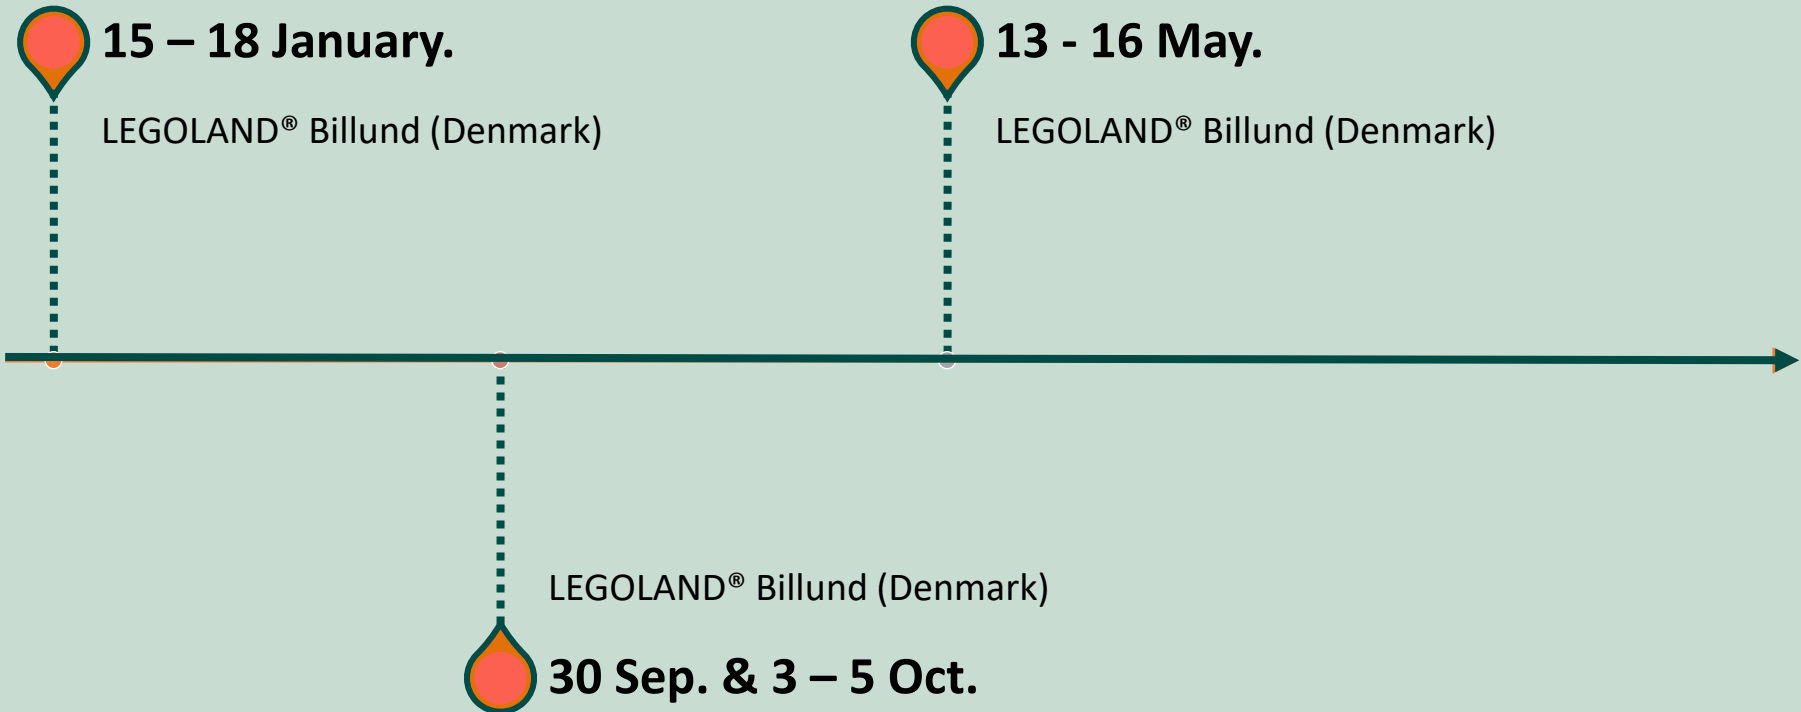 15 – 18 January.
LEGOLAND® Billund (Denmark)
13 - 16 May.
LEGOLAND® Billund (Denmark)
LEGOLAND® Billund (Denmark)
30 Sep. & 3 – 5 Oct.